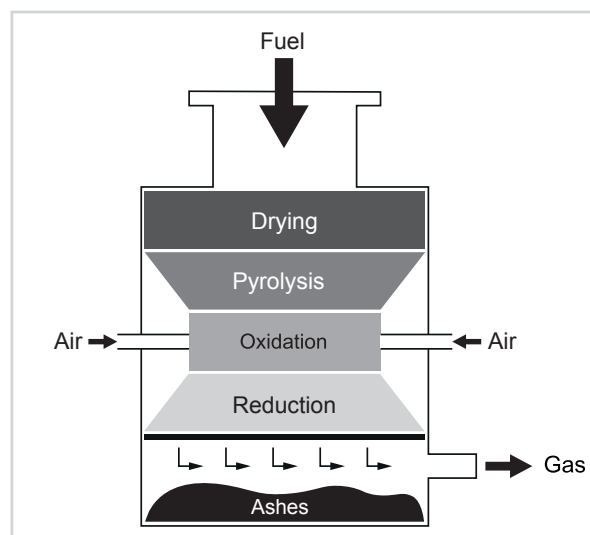 Fuel
Drying
Pyrolysis
Air
Oxidation
Air
Reduction
Gas
Ashes